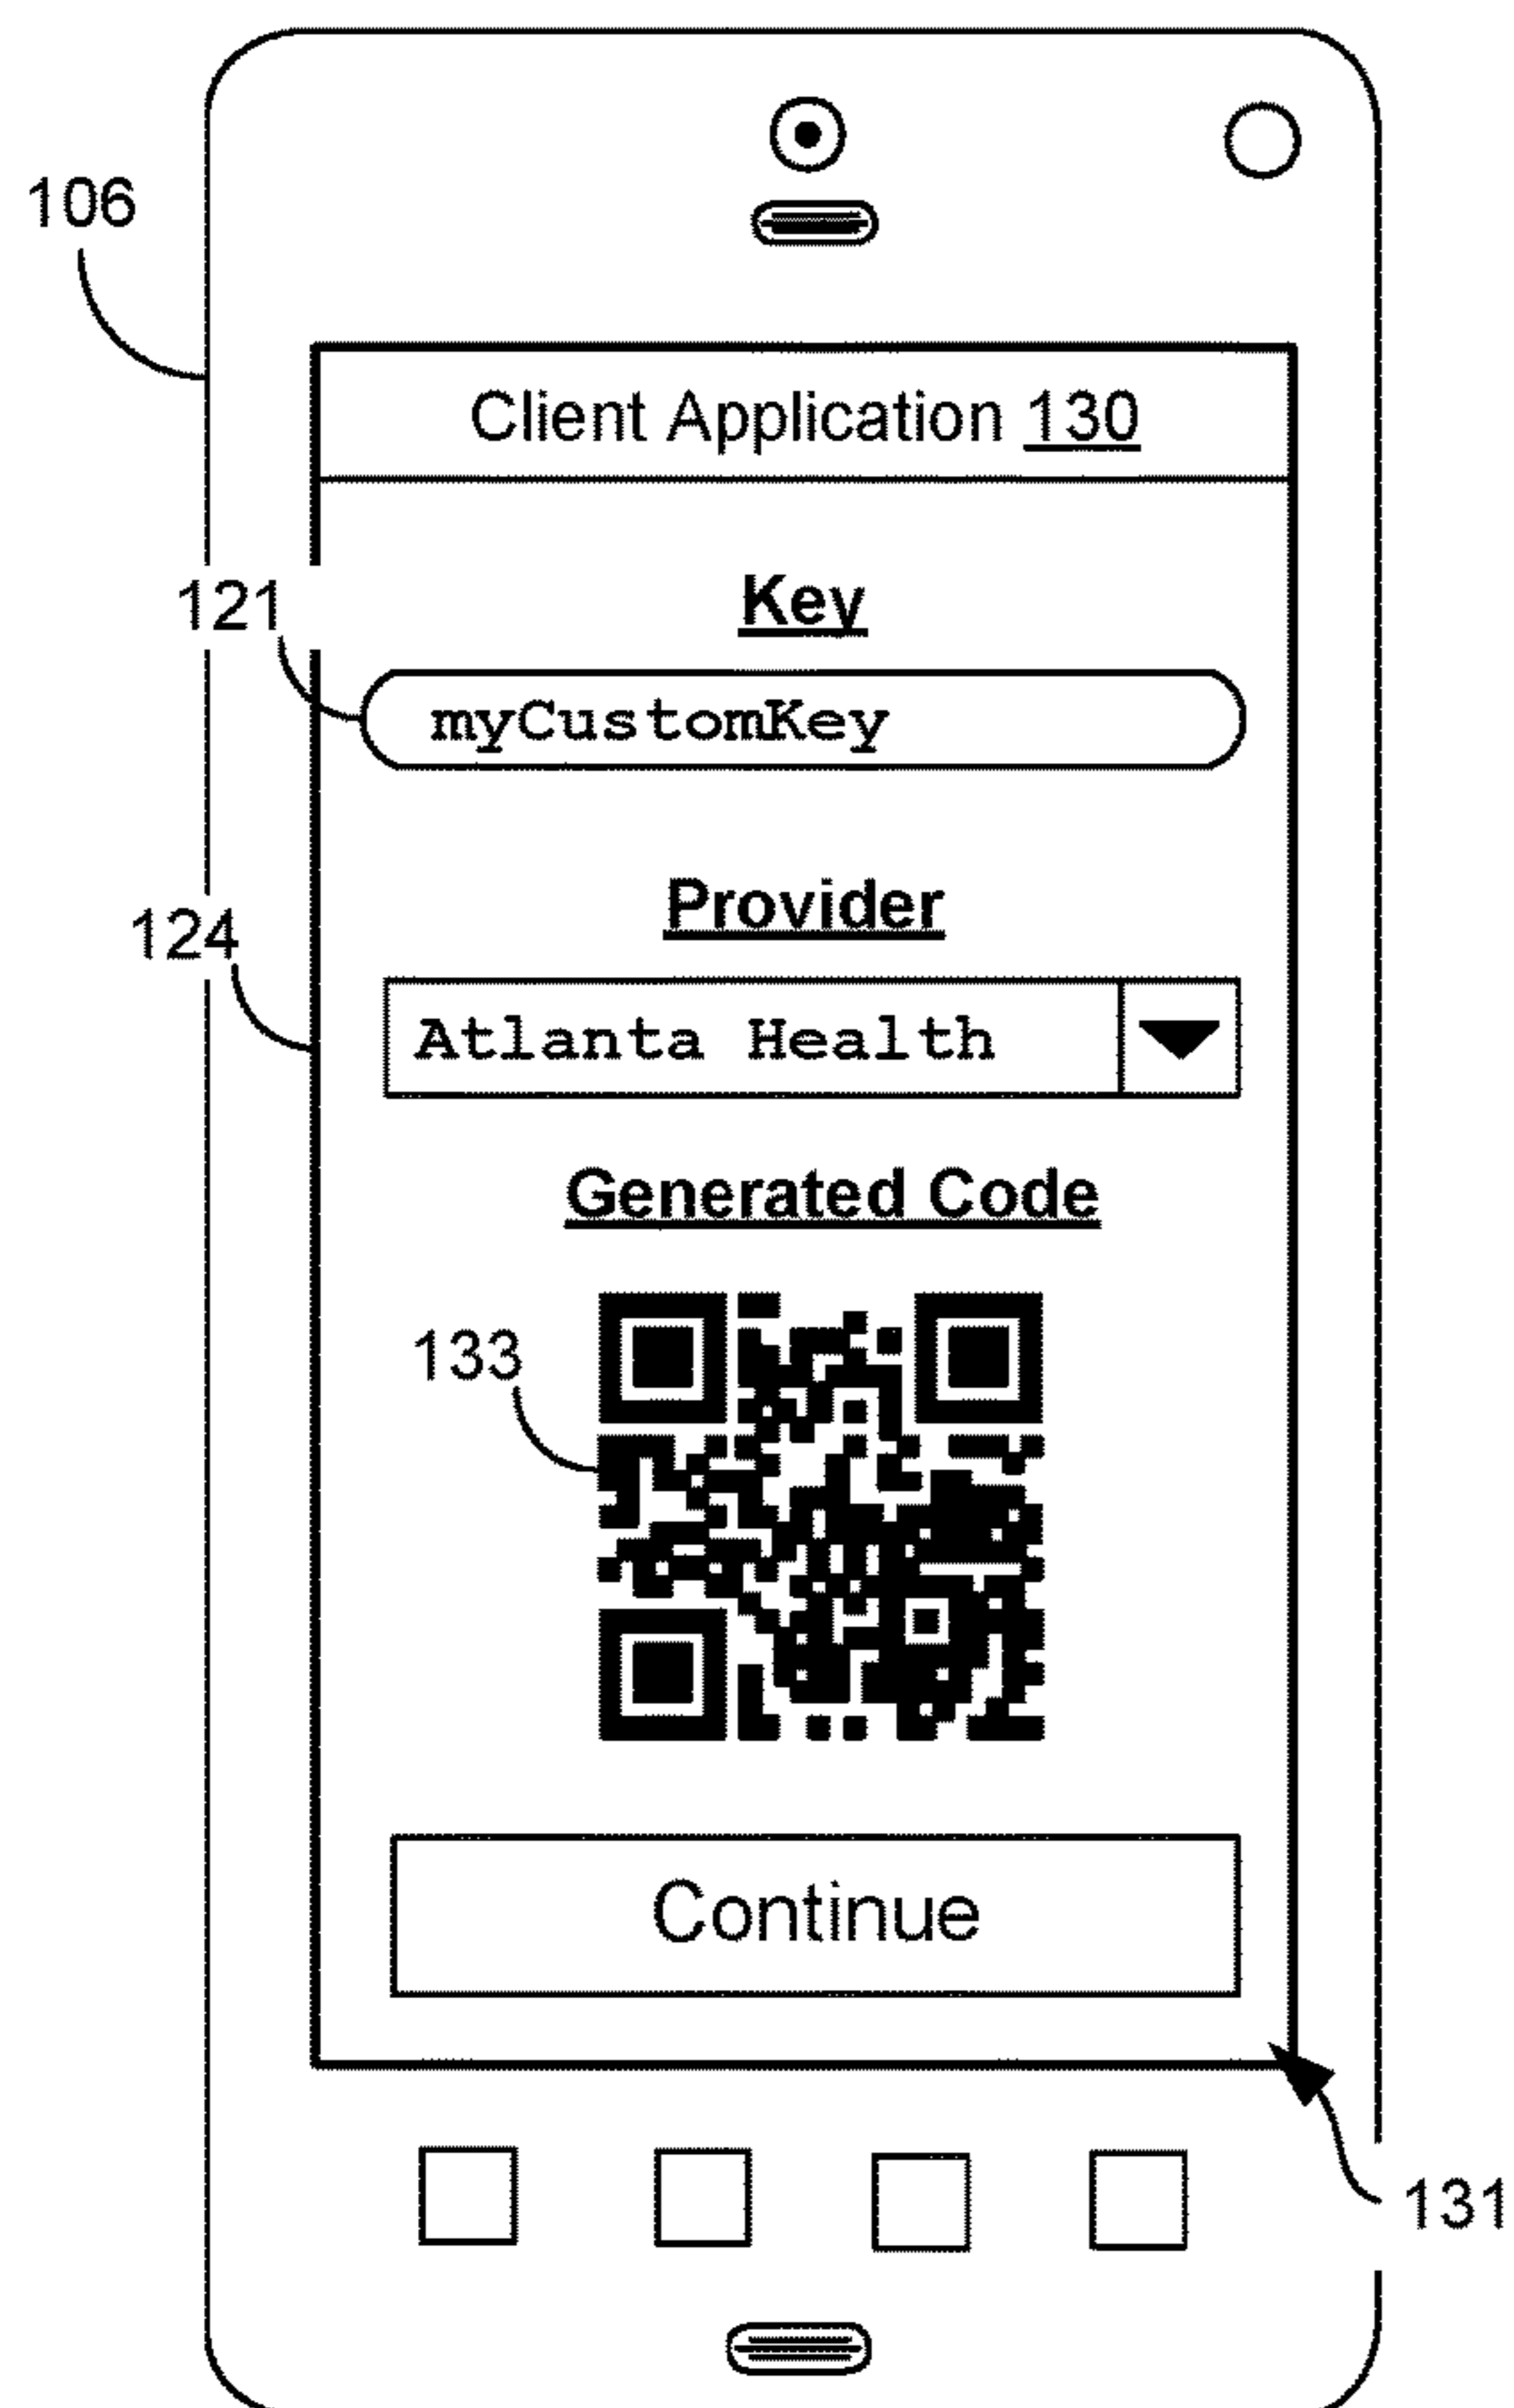 106
Client Application 130
121
Key
myCustomKey
124
Provider
Atlanta Health
Generated Code
133
Continue
131